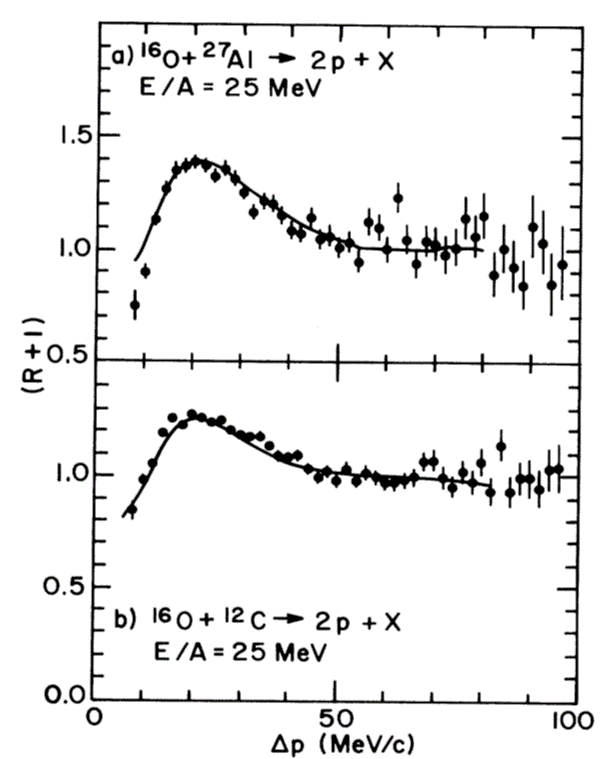 a) ¹⁶O + ²⁷Al → 2p + X
E/A = 25 MeV
1.5
1.0
0.5
(R + I)
1.0
0.5
b) ¹⁶O + ¹²C → 2p + X
E/A = 25 MeV
0.0
0 50 100
Δp (MeV/c)